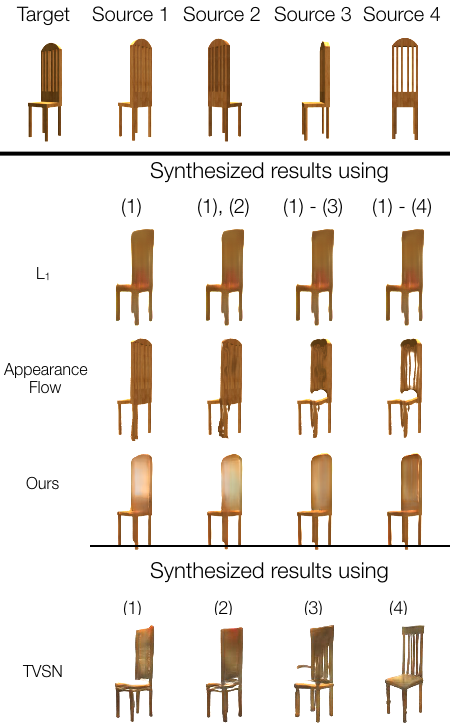 Target Source 1 Source 2 Source 3 Source 4
Synthesized results using
(1) (1), (2) (1) - (3) (1) - (4)
L₁
Appearance
Flow
Ours
Synthesized results using
(1) (2) (3) (4)
TVSN